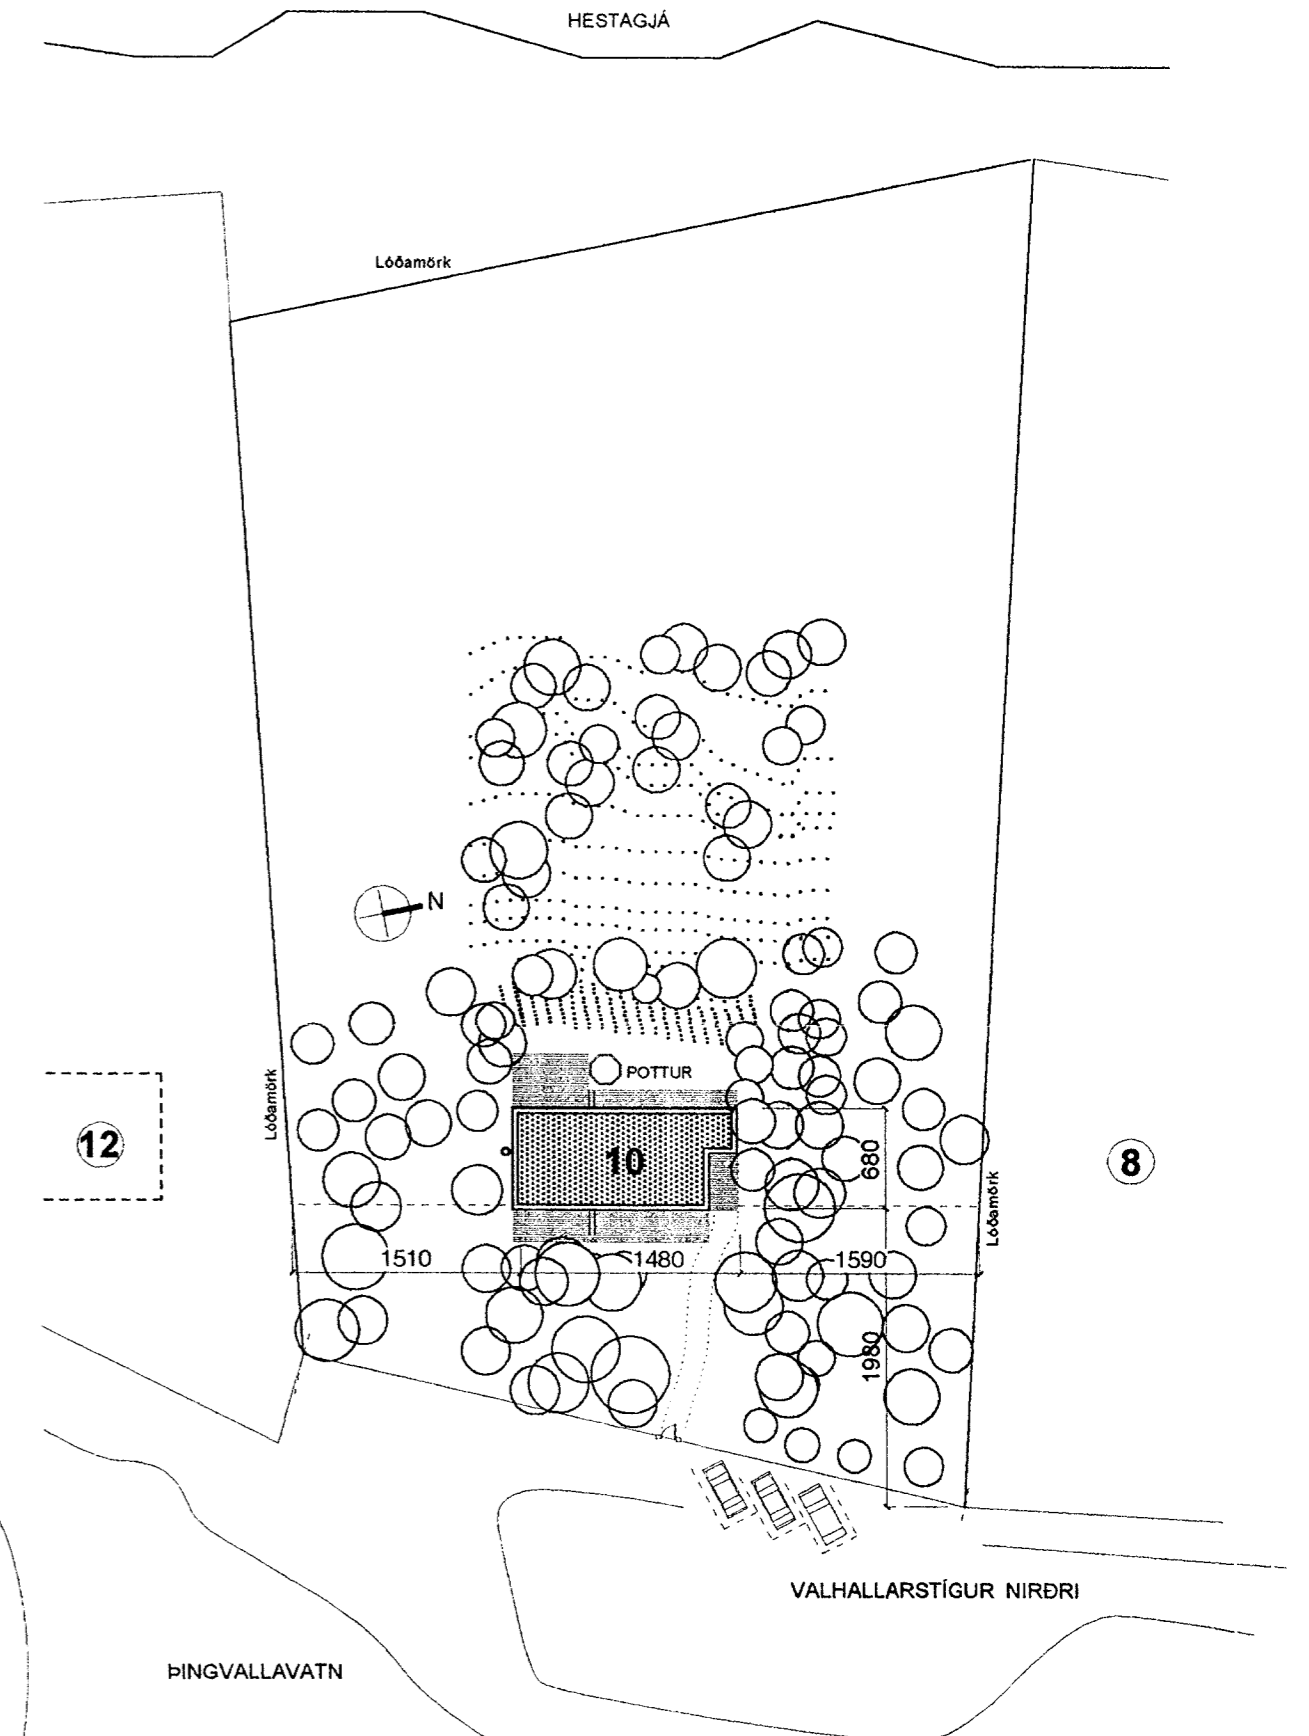 HESTAGJÁ
Lóðamörk
N
POTTUR
Lóðamörk
12
10
680
8
Lóðamörk
1510
1480
1590
1980
VALHALLARSTÍGUR NIRÐRI
ÞINGVALLAVATN